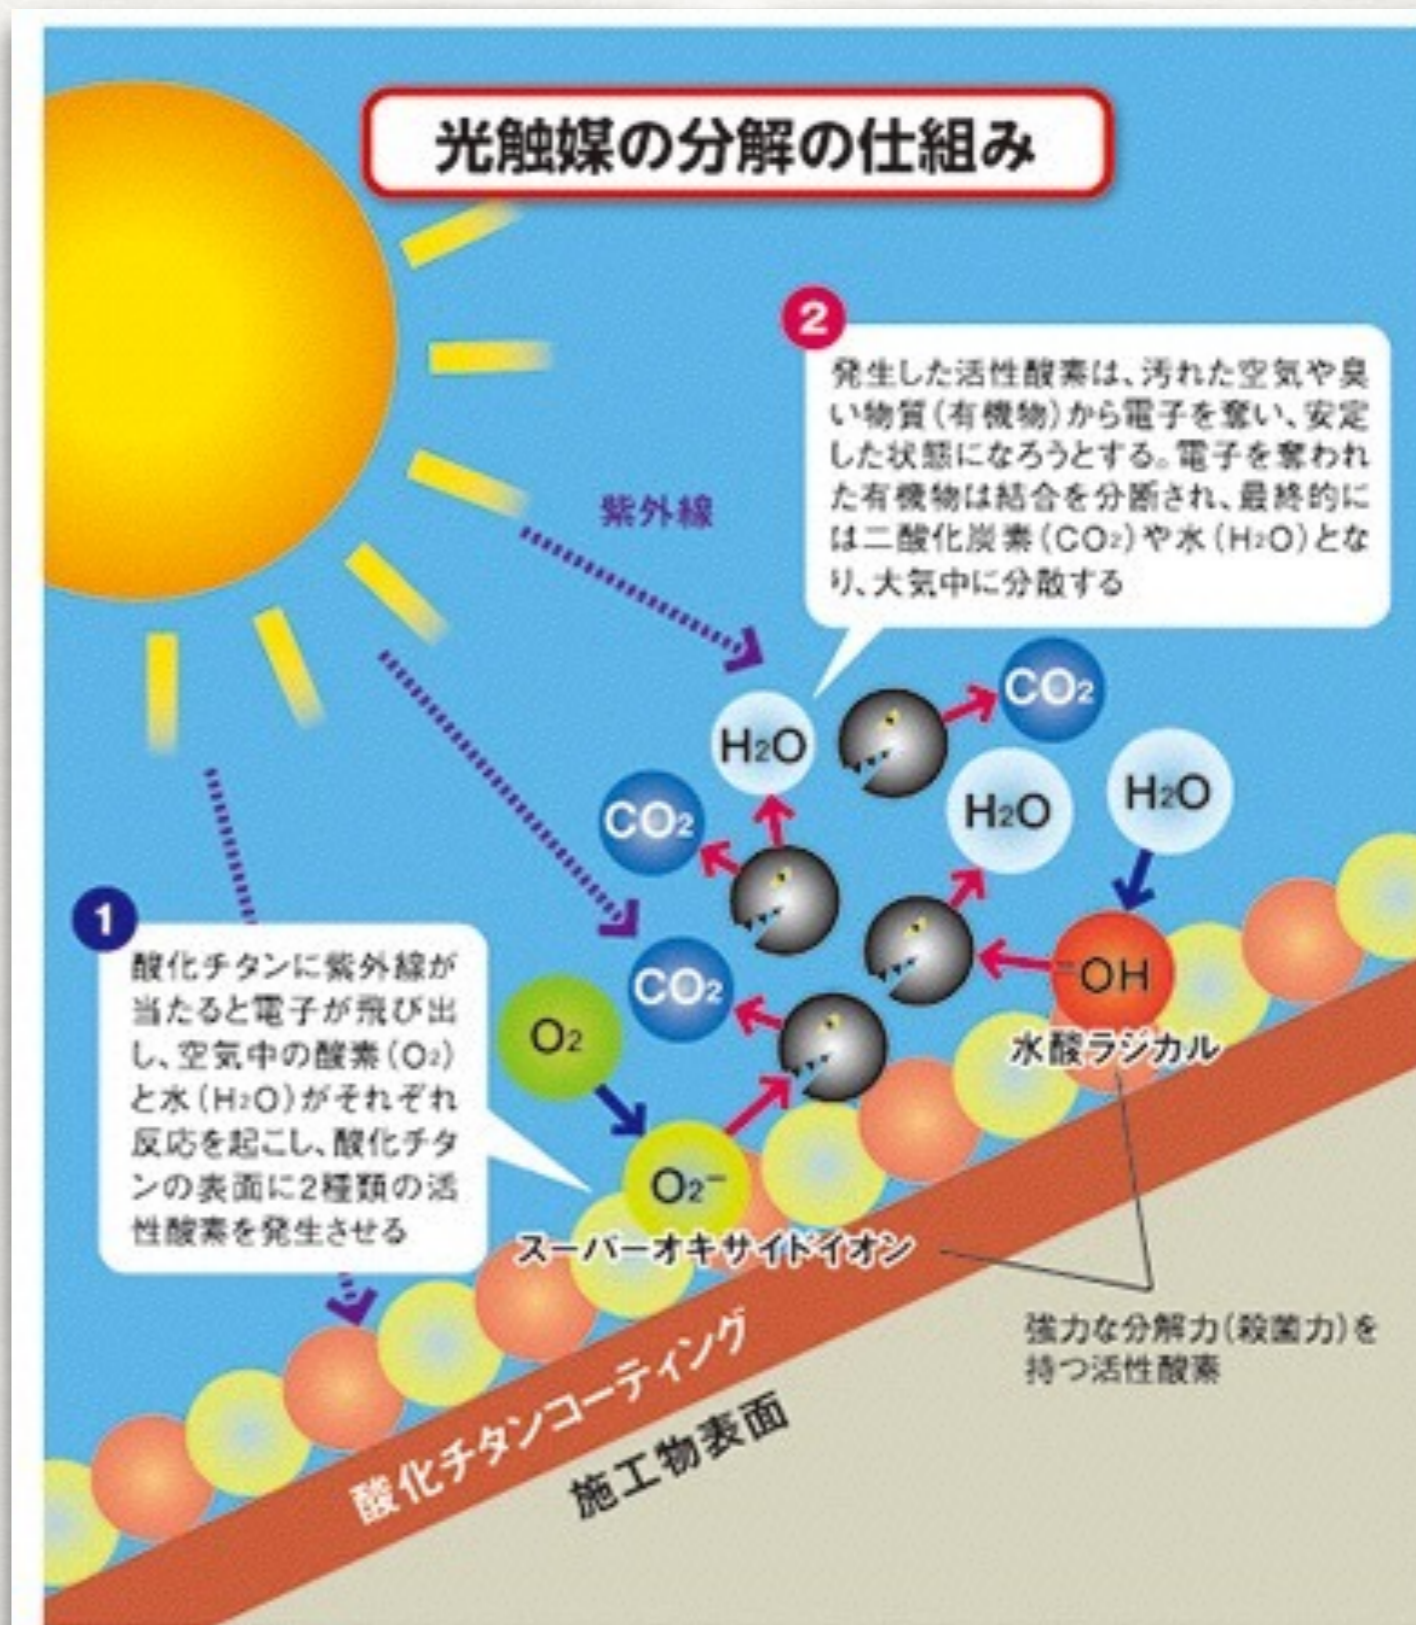 光触媒の分解の仕組み
2
発生した活性酸素は、汚れた空気や臭
い物質(有機物)から電子を奪い、安定
した状態になろうとする。電子を奪われ
た有機物は結合を分断され、最終的に
は二酸化炭素(CO2)や水(H2O)とな
り、大気中に分散する
紫外線
CO2
H2O
H2O
H2O
CO2
1
酸化チタンに紫外線が
当たると電子が飛び出
し、空気中の酸素(O2)
と水(H2O)がそれぞれ
反応を起こし、酸化チタ
ンの表面に2種類の活
性酸素を発生させる
CO2
O2
-OH
水酸ラジカル
O2-
スーパーオキサイドイオン
強力な分解力(殺菌力)を
持つ活性酸素
酸化チタンコーティング
施工物表面